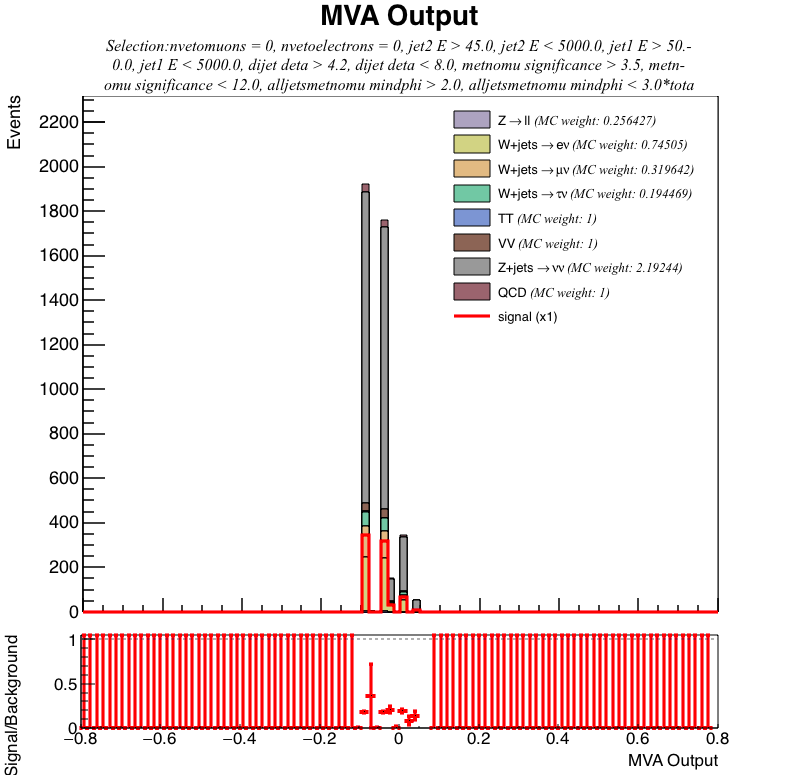 MVA Output
Selection:nvetomuons = 0, nvetoelectrons = 0, jet2 E > 45.0, jet2 E < 5000.0, jet1 E > 50.-
0.0, jet1 E < 5000.0, dijet deta > 4.2, dijet deta < 8.0, metnomu significance > 3.5, metn-
omu significance < 12.0, alljetsmetnomu mindphi > 2.0, alljetsmetnomu mindphi < 3.0*tota
Events
2200
2000
1800
1600
1400
1200
1000
800
600
400
200
0
Z→ll (MC weight: 0.256427)
W+jets→eν (MC weight: 0.74505)
W+jets→μν (MC weight: 0.319642)
W+jets→τν (MC weight: 0.194469)
TT (MC weight: 1)
VV (MC weight: 1)
Z+jets→νν (MC weight: 2.19244)
QCD (MC weight: 1)
signal (x1)
Signal/Background
1
0.5
0
−0.8 −0.6 −0.4 −0.2 0 0.2 0.4 0.6 0.8
MVA Output